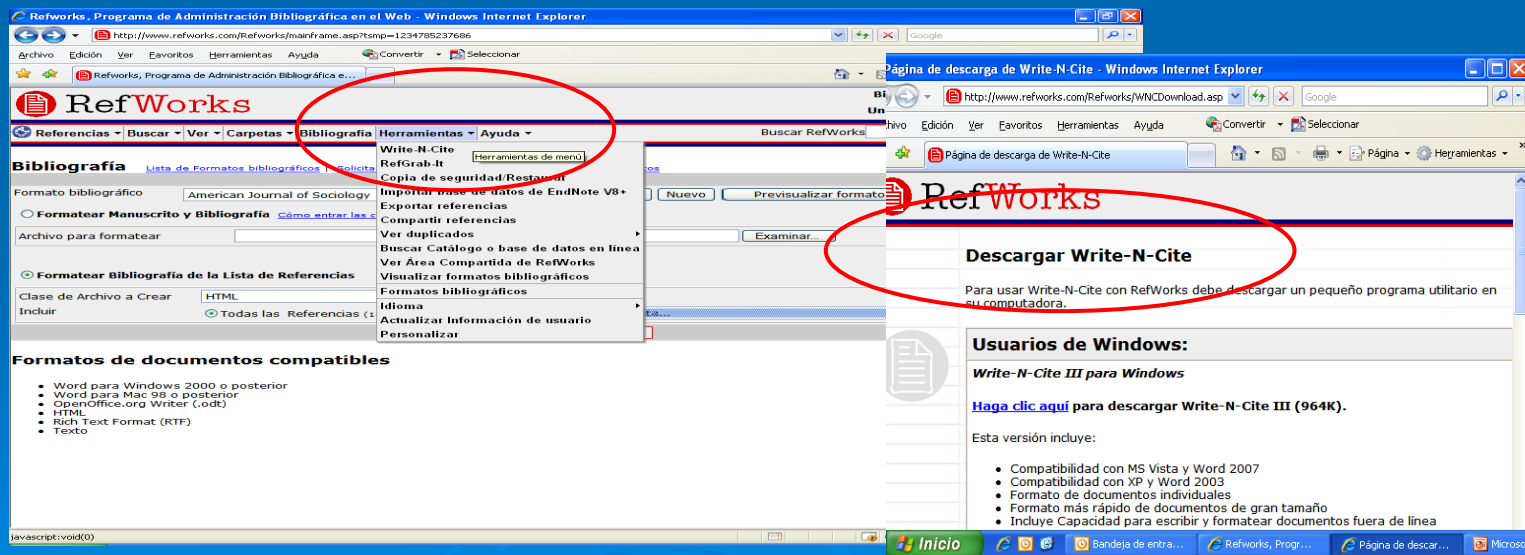 Refworks, Programa de Administración Bibliográfica en el Web - Windows Internet Explorer
http://www.refworks.com/Refworks/mainframe.asp?tsmp=1234785237686
Google
Archivo Edición Ver Favoritos Herramientas Ayuda Convertir Seleccionar
Refworks, Programa de Administración Bibliográfica e...
RefWorks
Bi
Un
Referencias Buscar Ver Carpetas Bibliografía Herramientas Ayuda Buscar RefWorks
Write-N-Cite
RefGrab-It
Herramientas de menú
Copia de seguridad/Restaurar
Importar base de datos de EndNote V8+
Exportar referencias
Compartir referencias
Ver duplicados
Buscar Catálogo o base de datos en línea
Ver Área Compartida de RefWorks
Visualizar formatos bibliográficos
Formatos bibliográficos
Idioma
Actualizar Información de usuario
Personalizar
Bibliografía Lista de Formatos bibliográficos | Solicita
Formato bibliográfico American Journal of Sociology Nuevo Previsualizar formato
Formatear Manuscrito y Bibliografía Cómo entrar las c
Archivo para formatear Examinar...
Formatear Bibliografía de la Lista de Referencias
Clase de Archivo a Crear HTML
Incluir Todas las Referencias (1 ta...
Formatos de documentos compatibles
Word para Windows 2000 o posterior
Word para Mac 98 o posterior
OpenOffice.org Writer (.odt)
HTML
Rich Text Format (RTF)
Texto
javascript:void(0)
Página de descarga de Write-N-Cite - Windows Internet Explorer
http://www.refworks.com/Refworks/WNCDownload.asp Google
hivo Edición Ver Favoritos Herramientas Ayuda Convertir Seleccionar
Página de descarga de Write-N-Cite Página Herramientas
RefWorks
Descargar Write-N-Cite
Para usar Write-N-Cite con RefWorks debe descargar un pequeño programa utilitario en
su computadora.
Usuarios de Windows:
Write-N-Cite III para Windows
Haga clic aquí para descargar Write-N-Cite III (964K).
Esta versión incluye:
Compatibilidad con MS Vista y Word 2007
Compatibilidad con XP y Word 2003
Formato de documentos individuales
Formato más rápido de documentos de gran tamaño
Incluye Capacidad para escribir y formatear documentos fuera de línea
Inicio Bandeja de entra... Refworks, Progr... Página de descar... Microso